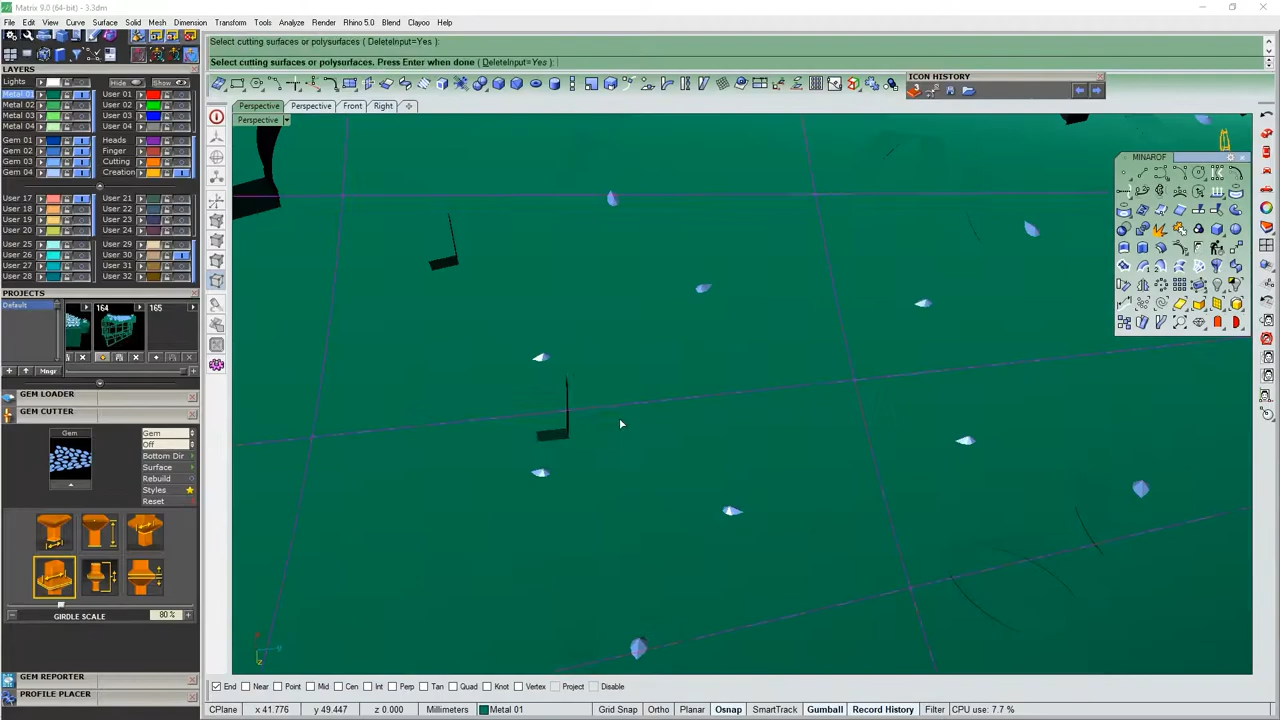 Matrix 9.0 (64-bit) - 3.3dm
File Edit View Curve Surface Solid Mesh Dimension Transform Tools Analyze Render Rhino 5.0 Blend Clayoo Help
Select cutting surfaces or polysurfaces ( DeleteInput=Yes ):
Select cutting surfaces or polysurfaces. Press Enter when done ( DeleteInput=Yes ):
ICON HISTORY
LAYERS
Lights Hide Show
Metal 01 User 01
Metal 02 User 02
Metal 03 User 03
Metal 04 User 04
Gem 01 Heads
Gem 02 Finger
Gem 03 Cutting
Gem 04 Creation
User 17 User 21
User 18 User 22
User 19 User 23
User 20 User 24
User 25 User 29
User 26 User 30
User 27 User 31
User 28 User 32
PROJECTS
Default 164 165
Mngr
GEM LOADER
GEM CUTTER
Gem Gem
Off
Bottom Dir
Surface
Rebuild
Styles
Reset
GIRDLE SCALE 80 %
GEM REPORTER
PROFILE PLACER
Perspective Perspective Front Right
Perspective
MINAROF
End Near Point Mid Cen Int Perp Tan Quad Knot Vertex Project Disable
CPlane x 41.776 y 49.447 z 0.000 Millimeters Metal 01 Grid Snap Ortho Planar Osnap SmartTrack Gumball Record History Filter CPU use: 7.7 %